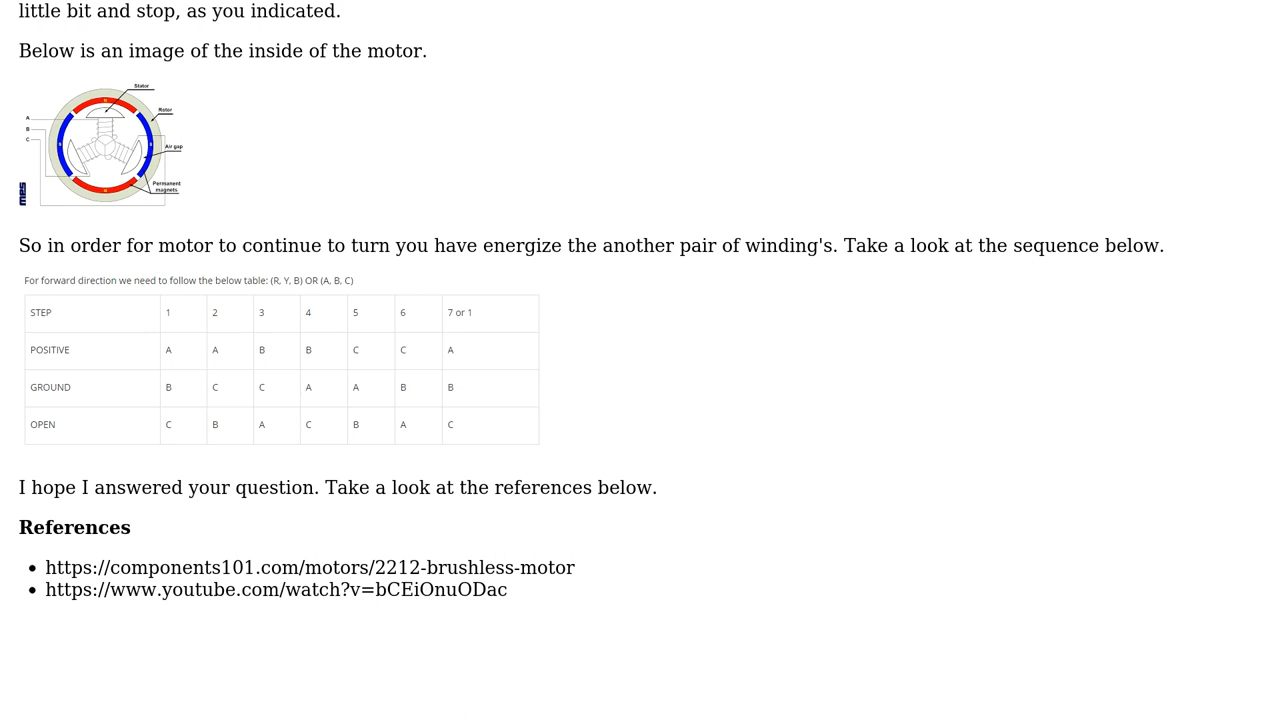 little bit and stop, as you indicated.
Below is an image of the inside of the motor.
Stator
Rotor
A
B
C
N
S
S
Air gap
Permanent
magnets
N
MPS
So in order for motor to continue to turn you have energize the another pair of winding's. Take a look at the sequence below.
For forward direction we need to follow the below table: (R, Y, B) OR (A, B, C)
STEP 1 2 3 4 5 6 7 or 1
POSITIVE A A B B C C A
GROUND B C C A A B B
OPEN C B A C B A C
I hope I answered your question. Take a look at the references below.
References
• https://components101.com/motors/2212-brushless-motor
• https://www.youtube.com/watch?v=bCEiOnuODac